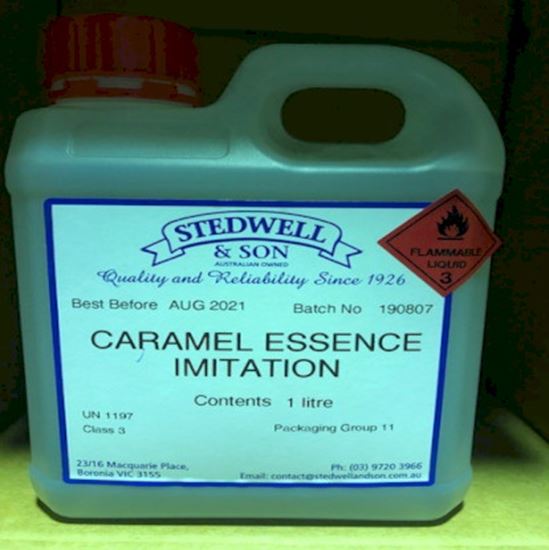 STEDWELL
& SON
AUSTRALIAN OWNED
Quality and Reliability Since 1926
Best Before AUG 2021 Batch No 190807
CARAMEL ESSENCE
IMITATION
Contents 1 litre
UN 1197
Class 3 Packaging Group 11
23/16 Macquarie Place, Ph: (03) 9720 3966
Boronia VIC 3155 Email: contact@stedwellandson.com.au
FLAMMABLE
LIQUID
3